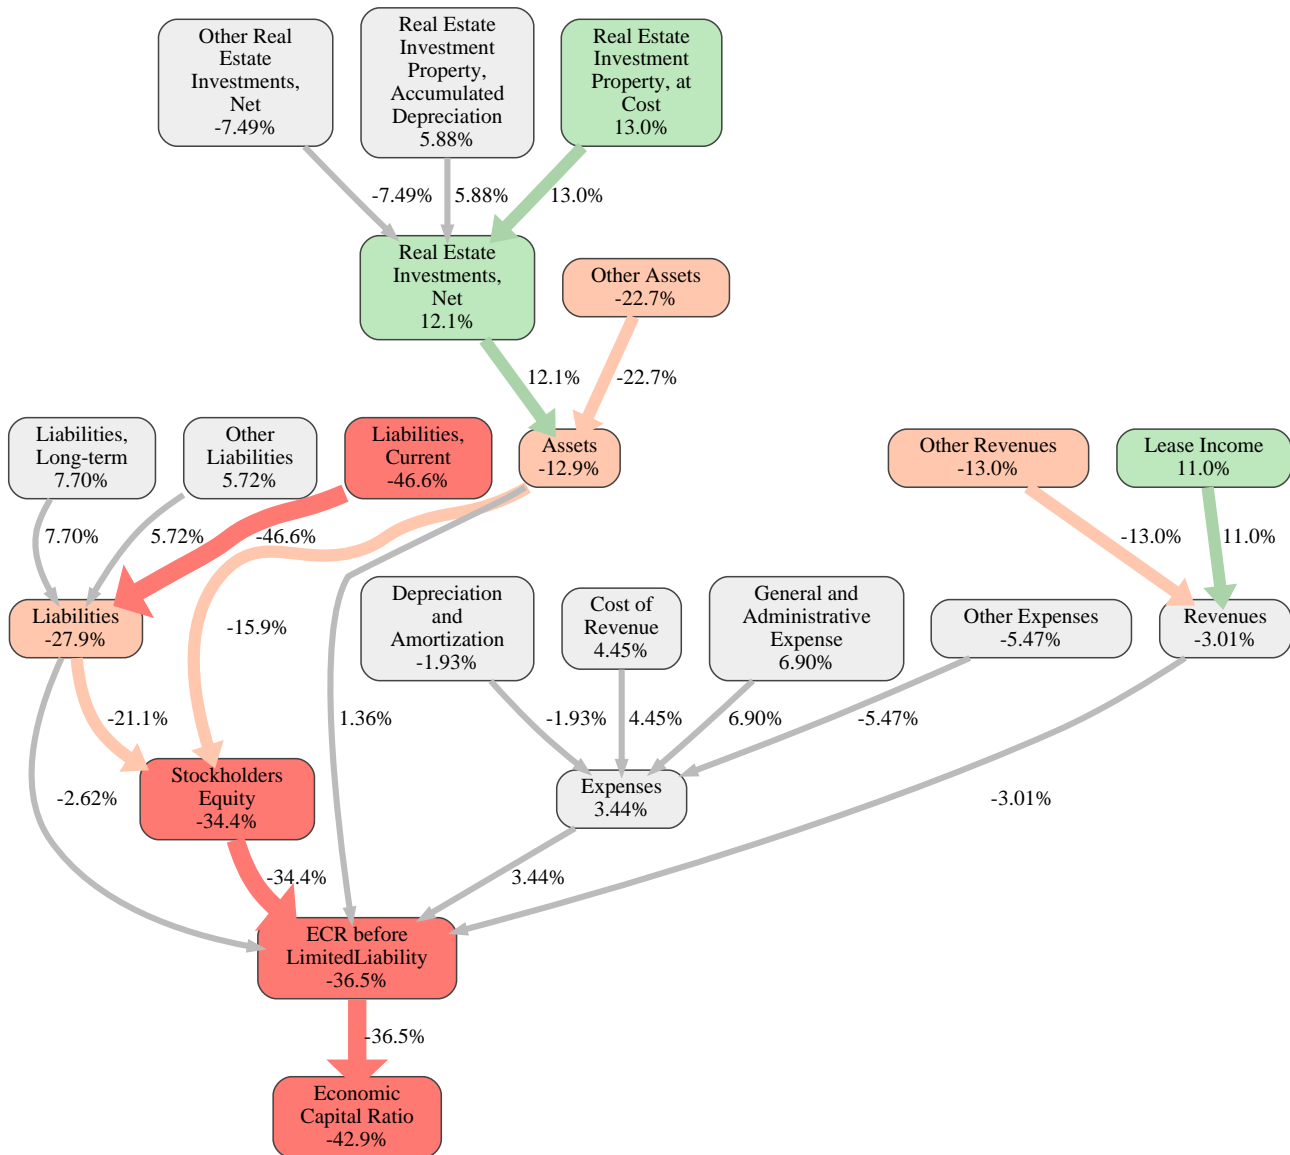 Other Real
Estate
Investments,
Net
-7.49%
Real Estate
Investment
Property,
Accumulated
Depreciation
5.88%
Real Estate
Investment
Property, at
Cost
13.0%
-7.49%
5.88%
13.0%
Real Estate
Investments,
Net
12.1%
Other Assets
-22.7%
12.1%
-22.7%
Liabilities,
Long-term
7.70%
Other
Liabilities
5.72%
Liabilities,
Current
-46.6%
Assets
-12.9%
Other Revenues
-13.0%
Lease Income
11.0%
7.70%
5.72%
-46.6%
-13.0%
11.0%
Liabilities
-27.9%
-15.9%
Depreciation
and
Amortization
-1.93%
Cost of
Revenue
4.45%
General and
Administrative
Expense
6.90%
Other Expenses
-5.47%
Revenues
-3.01%
-21.1%
1.36%
-1.93%
4.45%
6.90%
-5.47%
Stockholders
Equity
-34.4%
-2.62%
Expenses
3.44%
-3.01%
-34.4%
3.44%
ECR before
LimitedLiability
-36.5%
-36.5%
Economic
Capital Ratio
-42.9%